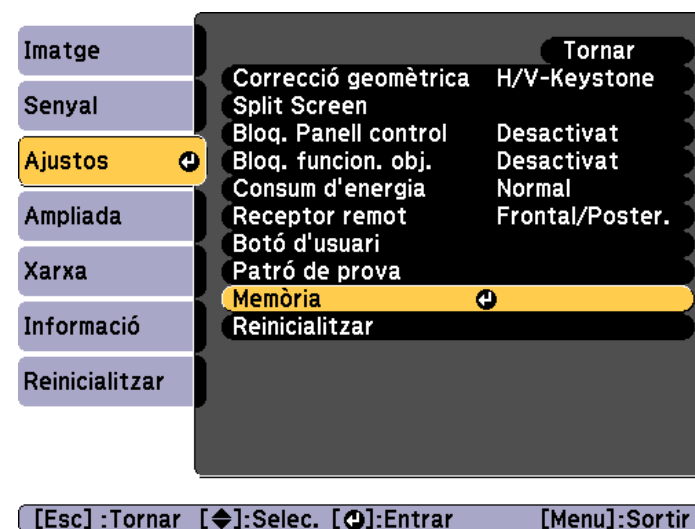 Imatge
Senyal
Ajustos
Ampliada
Xarxa
Informació
Reinicialitzar
Tornar
Correcció geomètrica H/V-Keystone
Split Screen
Bloq. Panell control Desactivat
Bloq. funcion. obj. Desactivat
Consum d'energia Normal
Receptor remot Frontal/Poster.
Botó d'usuari
Patró de prova
Memòria
Reinicialitzar
[Esc] :Tornar [◆]:Selec. [⏎]:Entrar [Menu]:Sortir